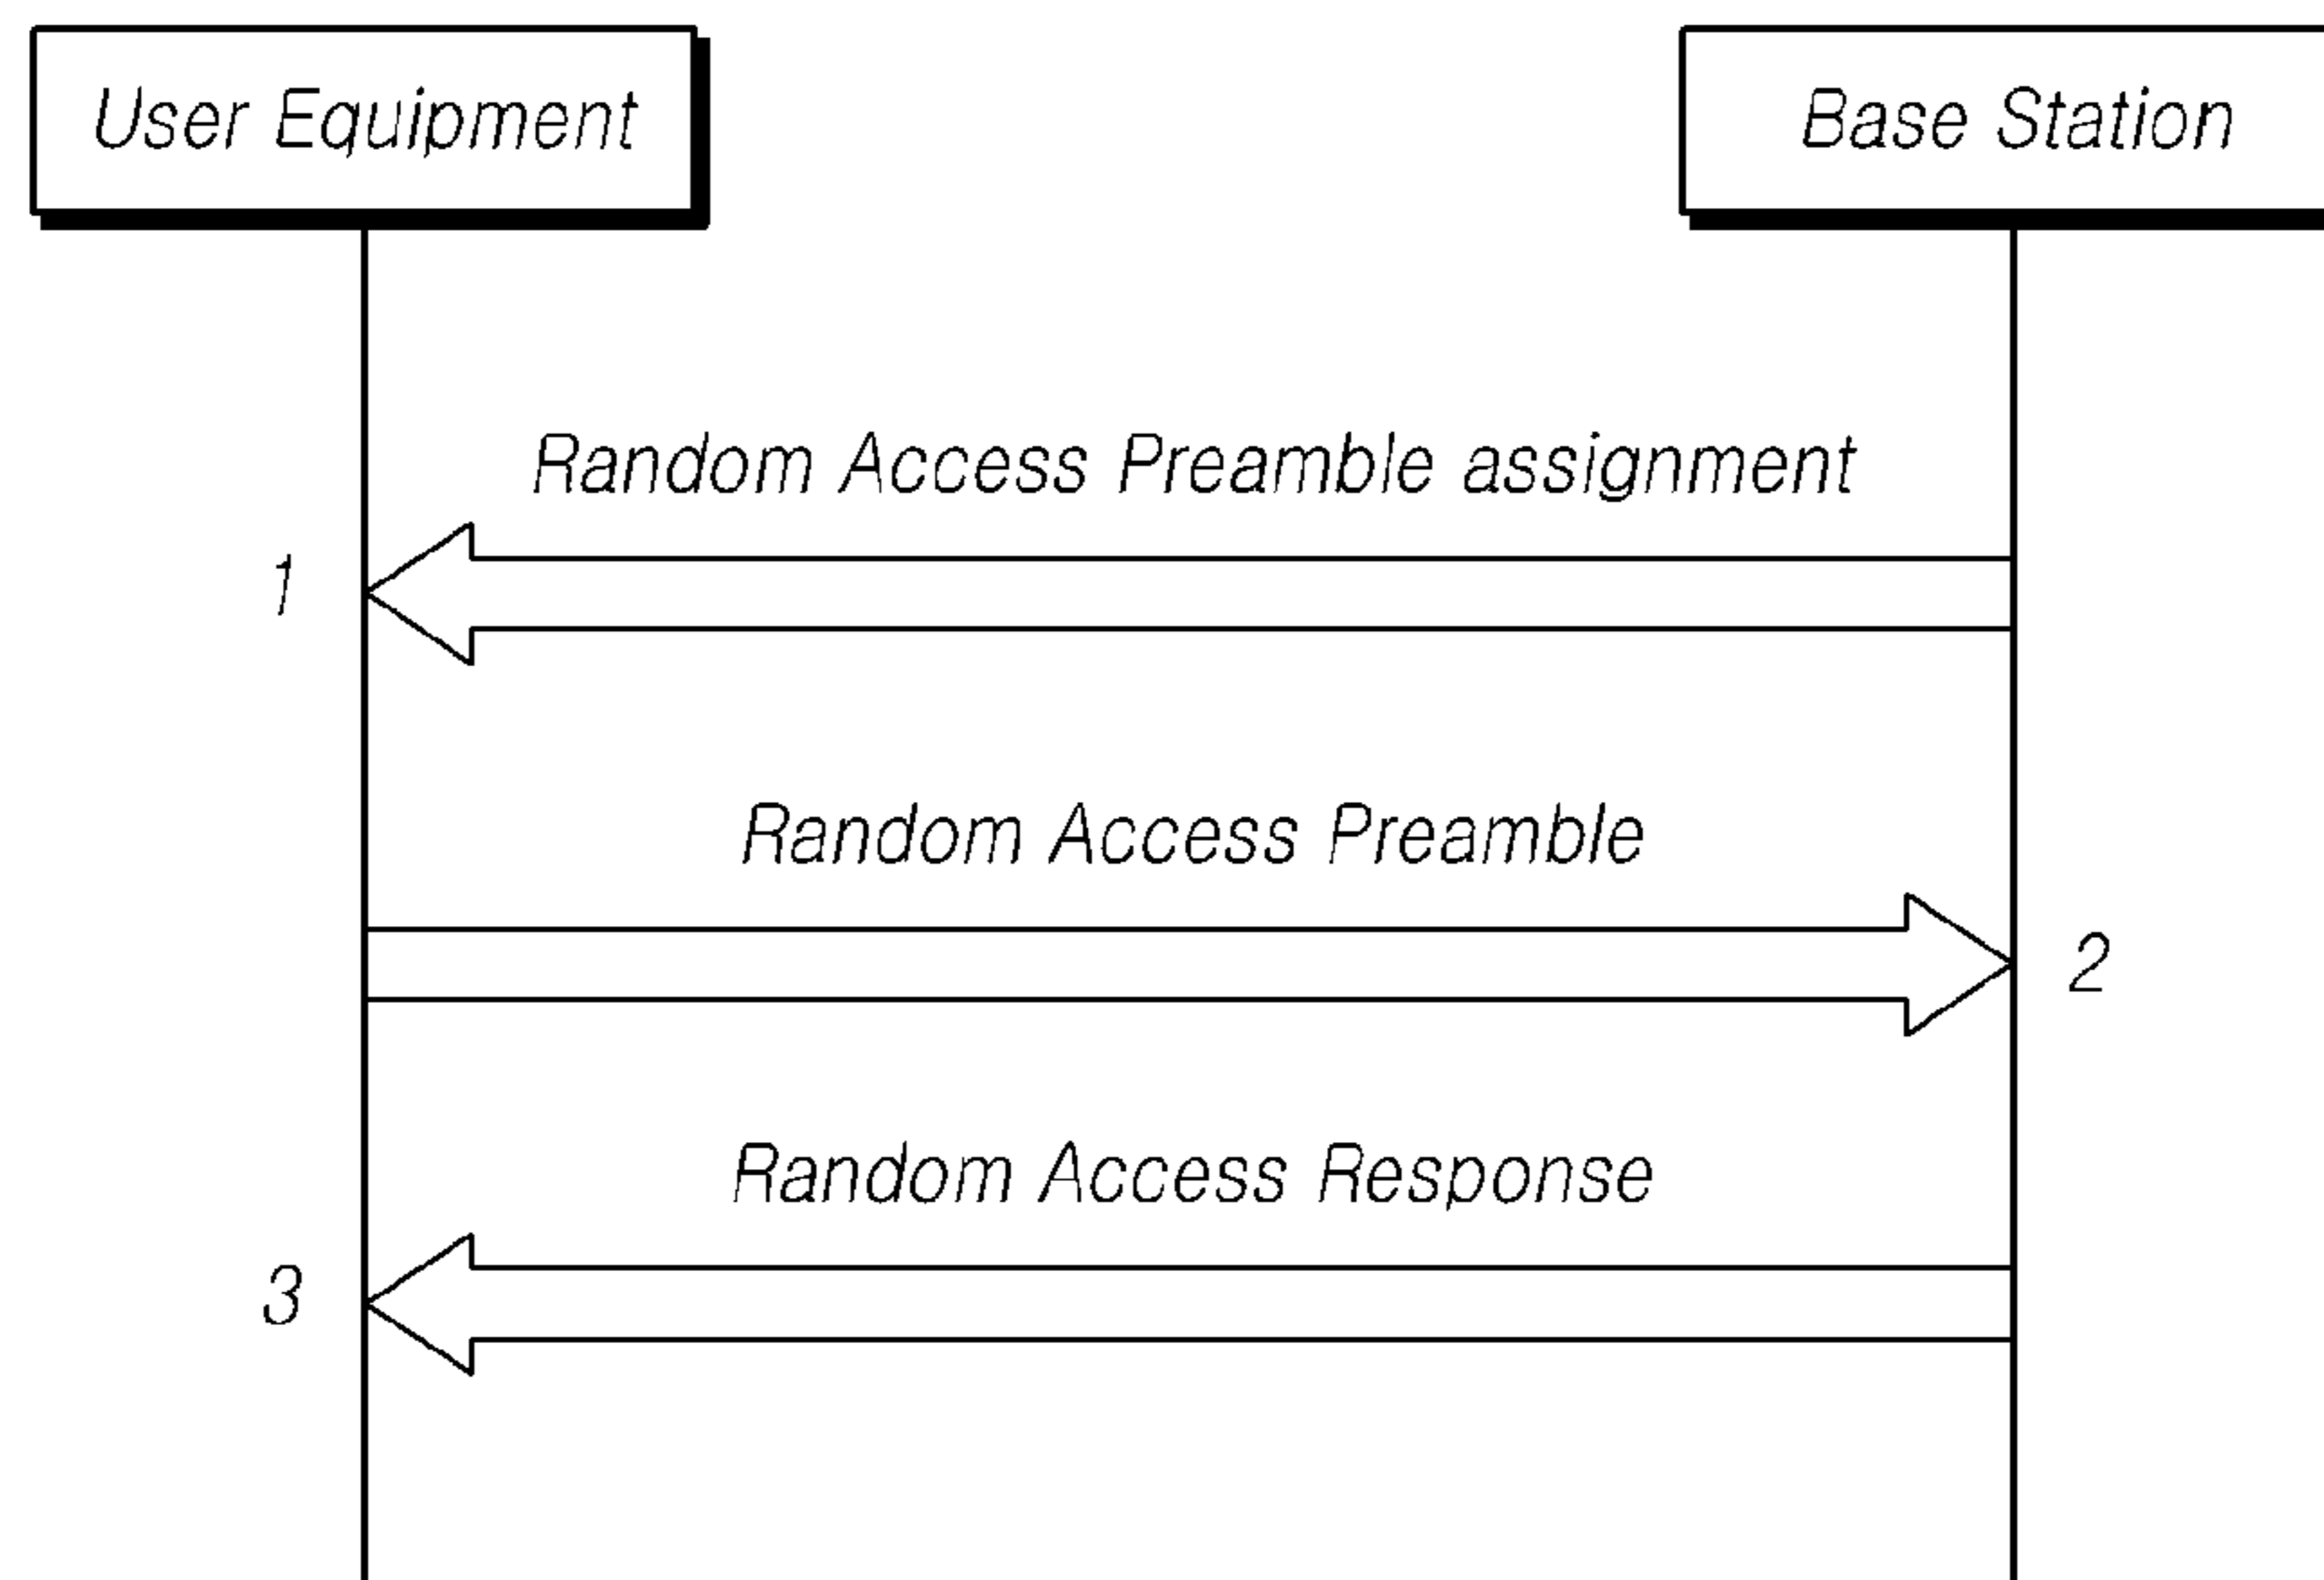 User Equipment
Base Station
Random Access Preamble assignment
1
Random Access Preamble
2
Random Access Response
3